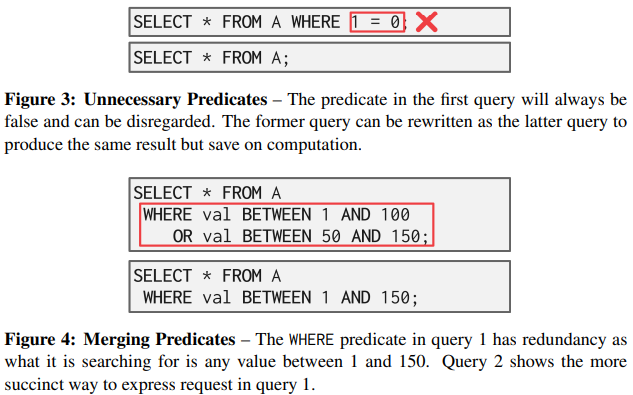 SELECT * FROM A WHERE 1 = 0;
SELECT * FROM A;
Figure 3: Unnecessary Predicates – The predicate in the first query will always be
false and can be disregarded. The former query can be rewritten as the latter query to
produce the same result but save on computation.
SELECT * FROM A
WHERE val BETWEEN 1 AND 100
OR val BETWEEN 50 AND 150;
SELECT * FROM A
WHERE val BETWEEN 1 AND 150;
Figure 4: Merging Predicates – The WHERE predicate in query 1 has redundancy as
what it is searching for is any value between 1 and 150. Query 2 shows the more
succinct way to express request in query 1.